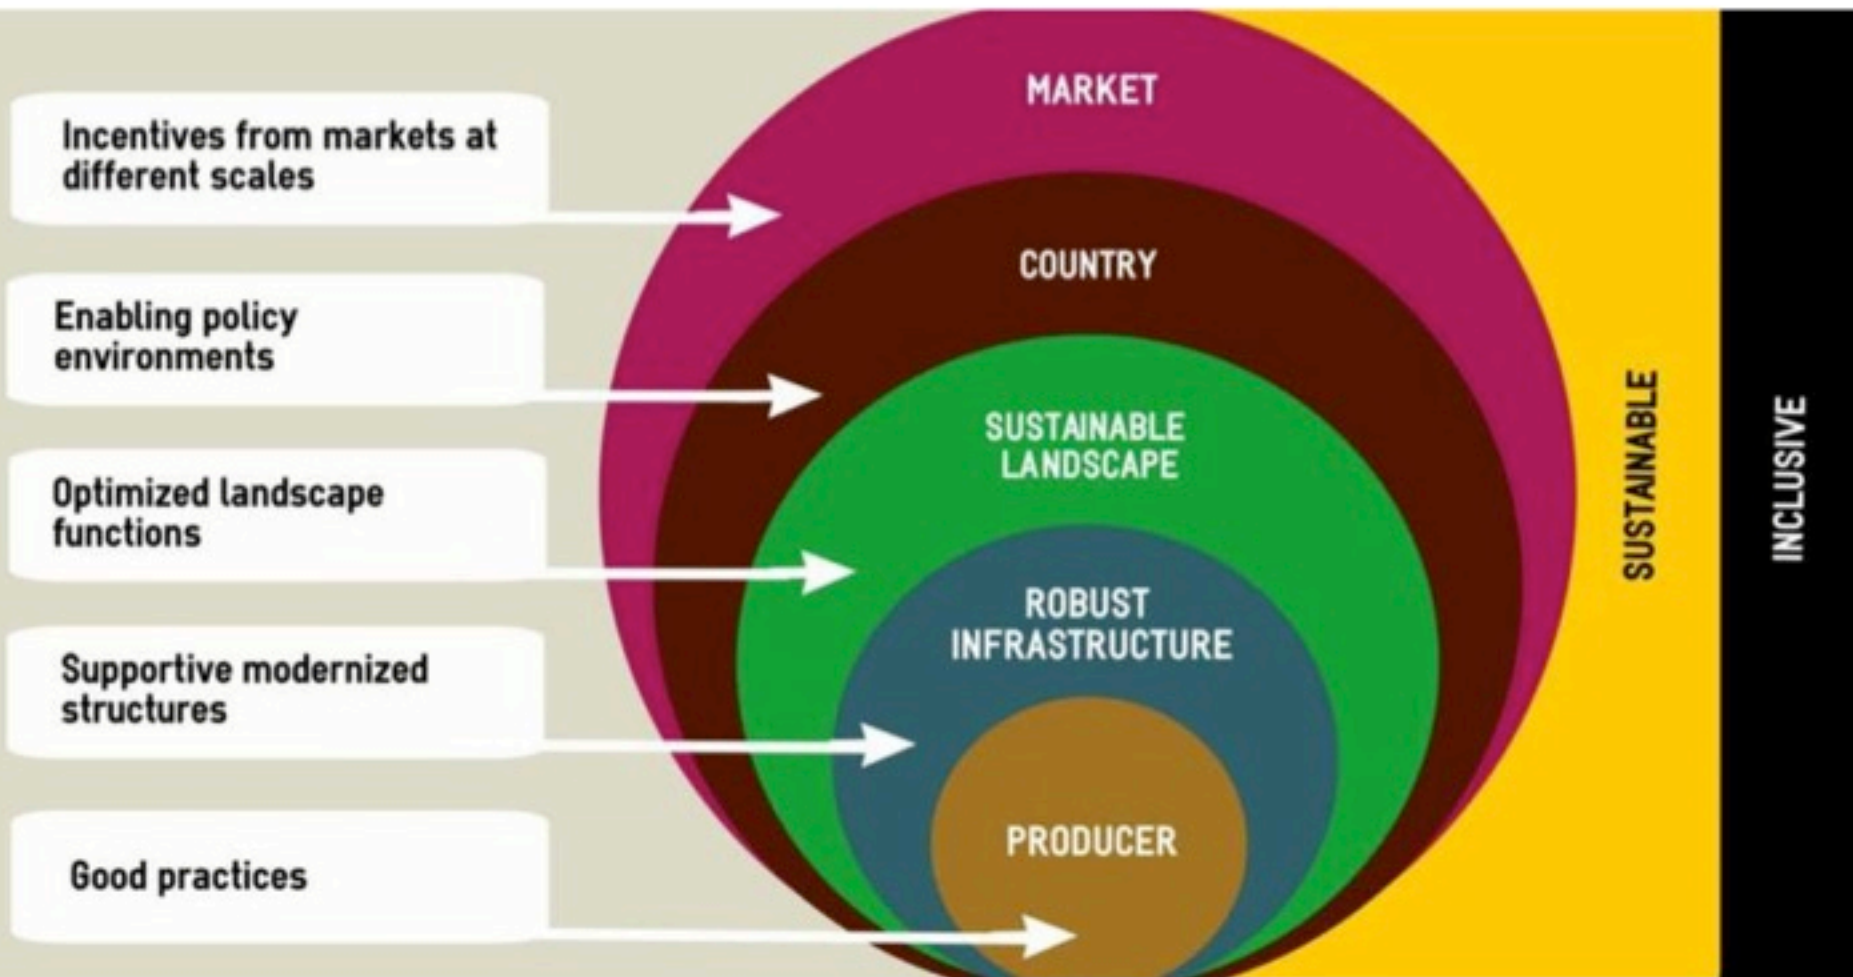 Incentives from markets at
different scales
Enabling policy
environments
Optimized landscape
functions
Supportive modernized
structures
Good practices
MARKET
COUNTRY
SUSTAINABLE
LANDSCAPE
ROBUST
INFRASTRUCTURE
PRODUCER
SUSTAINABLE
INCLUSIVE